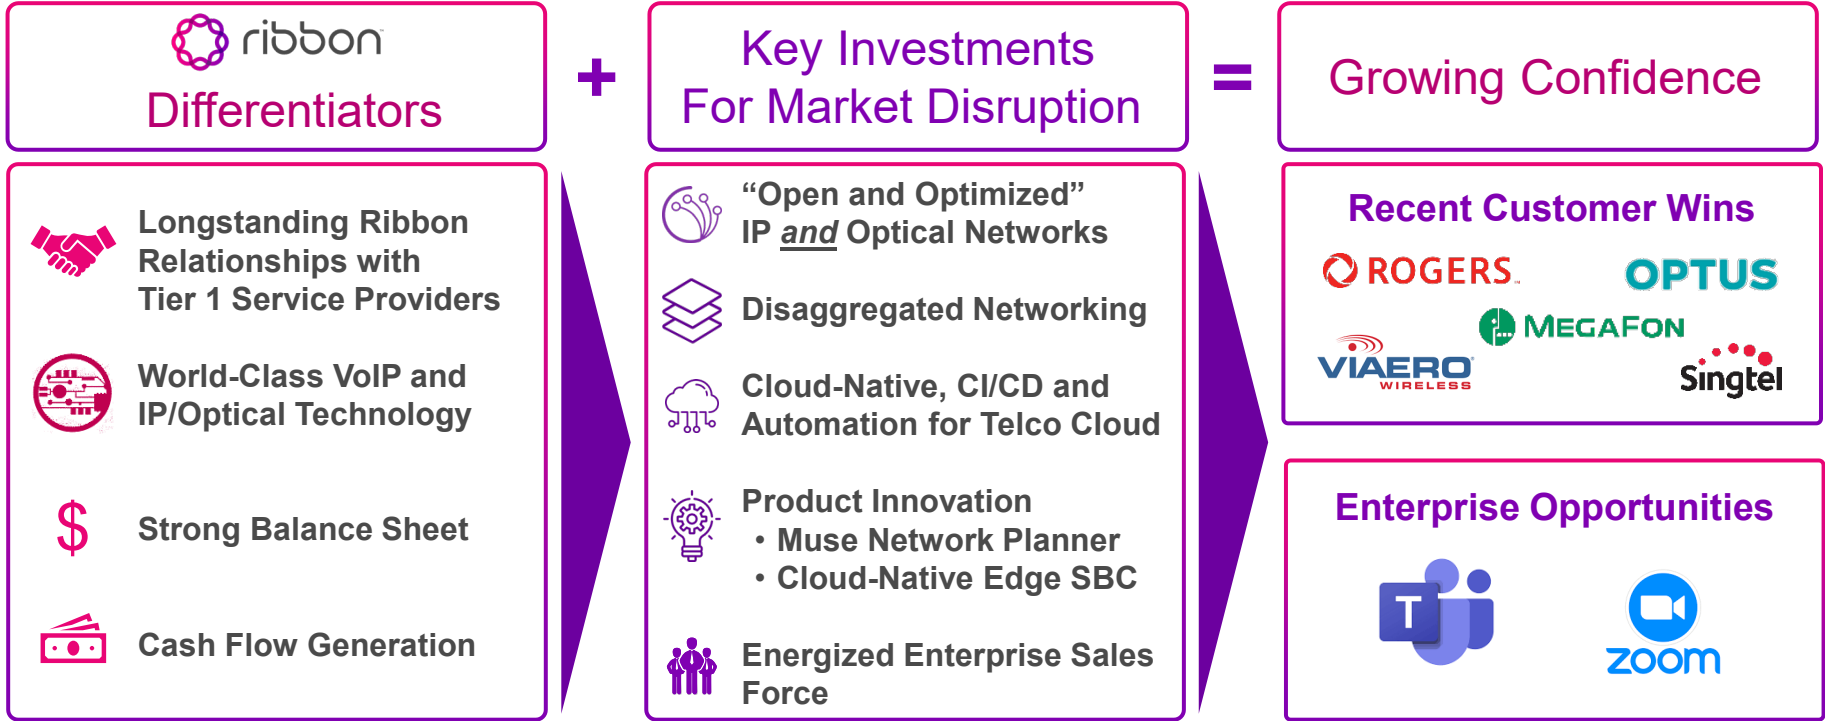 ribbon
Differentiators
+
Key Investments
For Market Disruption
=
Growing Confidence
Longstanding Ribbon
Relationships with
Tier 1 Service Providers
World-Class VoIP and
IP/Optical Technology
$
Strong Balance Sheet
Cash Flow Generation
“Open and Optimized”
IP and Optical Networks
Disaggregated Networking
Cloud-Native, CI/CD and
Automation for Telco Cloud
Product Innovation
• Muse Network Planner
• Cloud-Native Edge SBC
Energized Enterprise Sales
Force
Recent Customer Wins
ROGERS™
OPTUS
MEGAFON
VIAERO®
WIRELESS
Singtel
Enterprise Opportunities
T
zoom